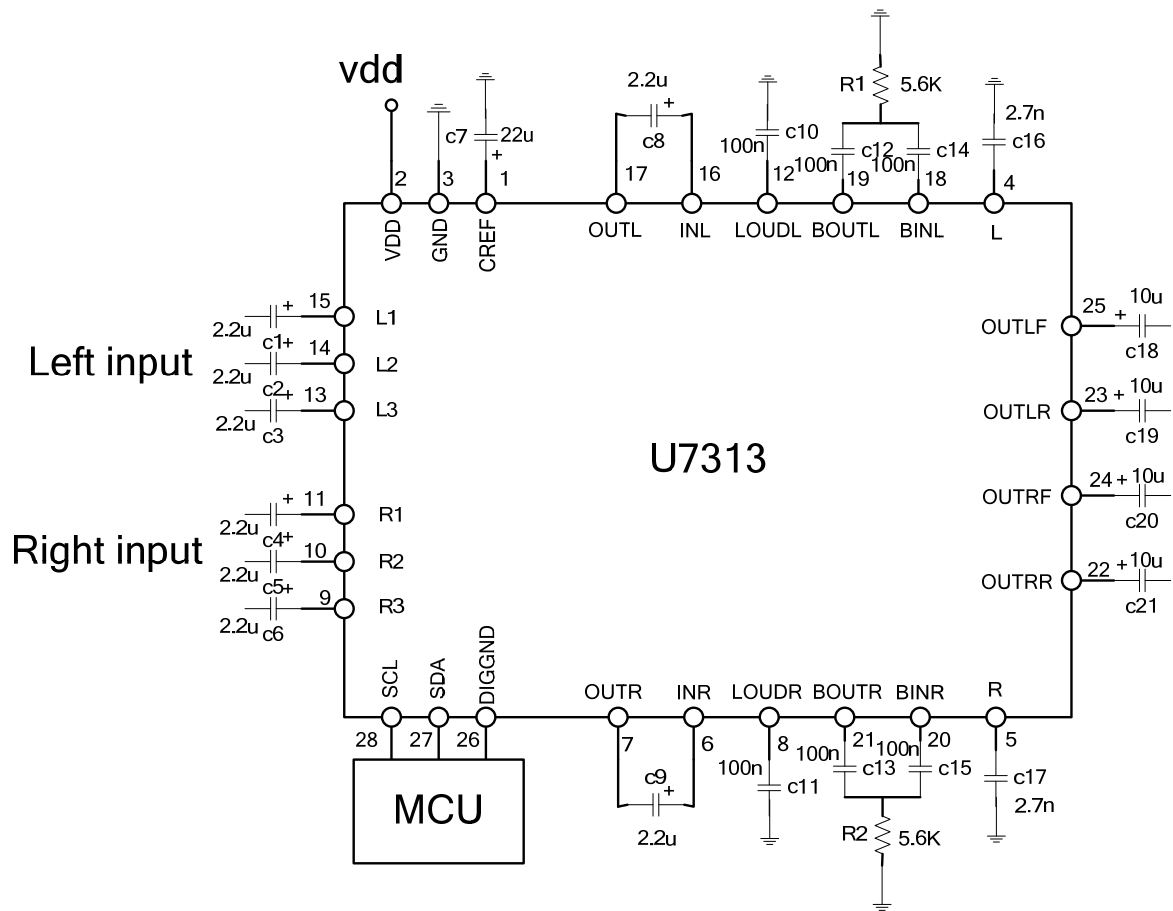 vdd
c7 22u
+
2 3 1
VDD GND CREF
2.2u
+
c8
17 16
OUTL INL
c10
100n
12
LOUDL
R1 5.6K
c12 c14
100n 100n
19 18
BOUTL BINL
2.7n
c16
4
L
Left input
+ 15 L1
2.2u c1
+ 14 L2
2.2u c2
+ 13 L3
2.2u c3
Right input
+ 11 R1
2.2u c4
+ 10 R2
2.2u c5
+ 9 R3
2.2u c6
U7313
OUTLF 25 + 10u
c18
OUTLR 23 + 10u
c19
OUTRF 24 + 10u
c20
OUTRR 22 + 10u
c21
SCL SDA DIGGND
28 27 26
MCU
OUTR INR LOUDR BOUTR BINR R
7 6 8 21 20 5
c9 +
2.2u
100n c11
100n c13
100n c15
c17
2.7n
R2 5.6K